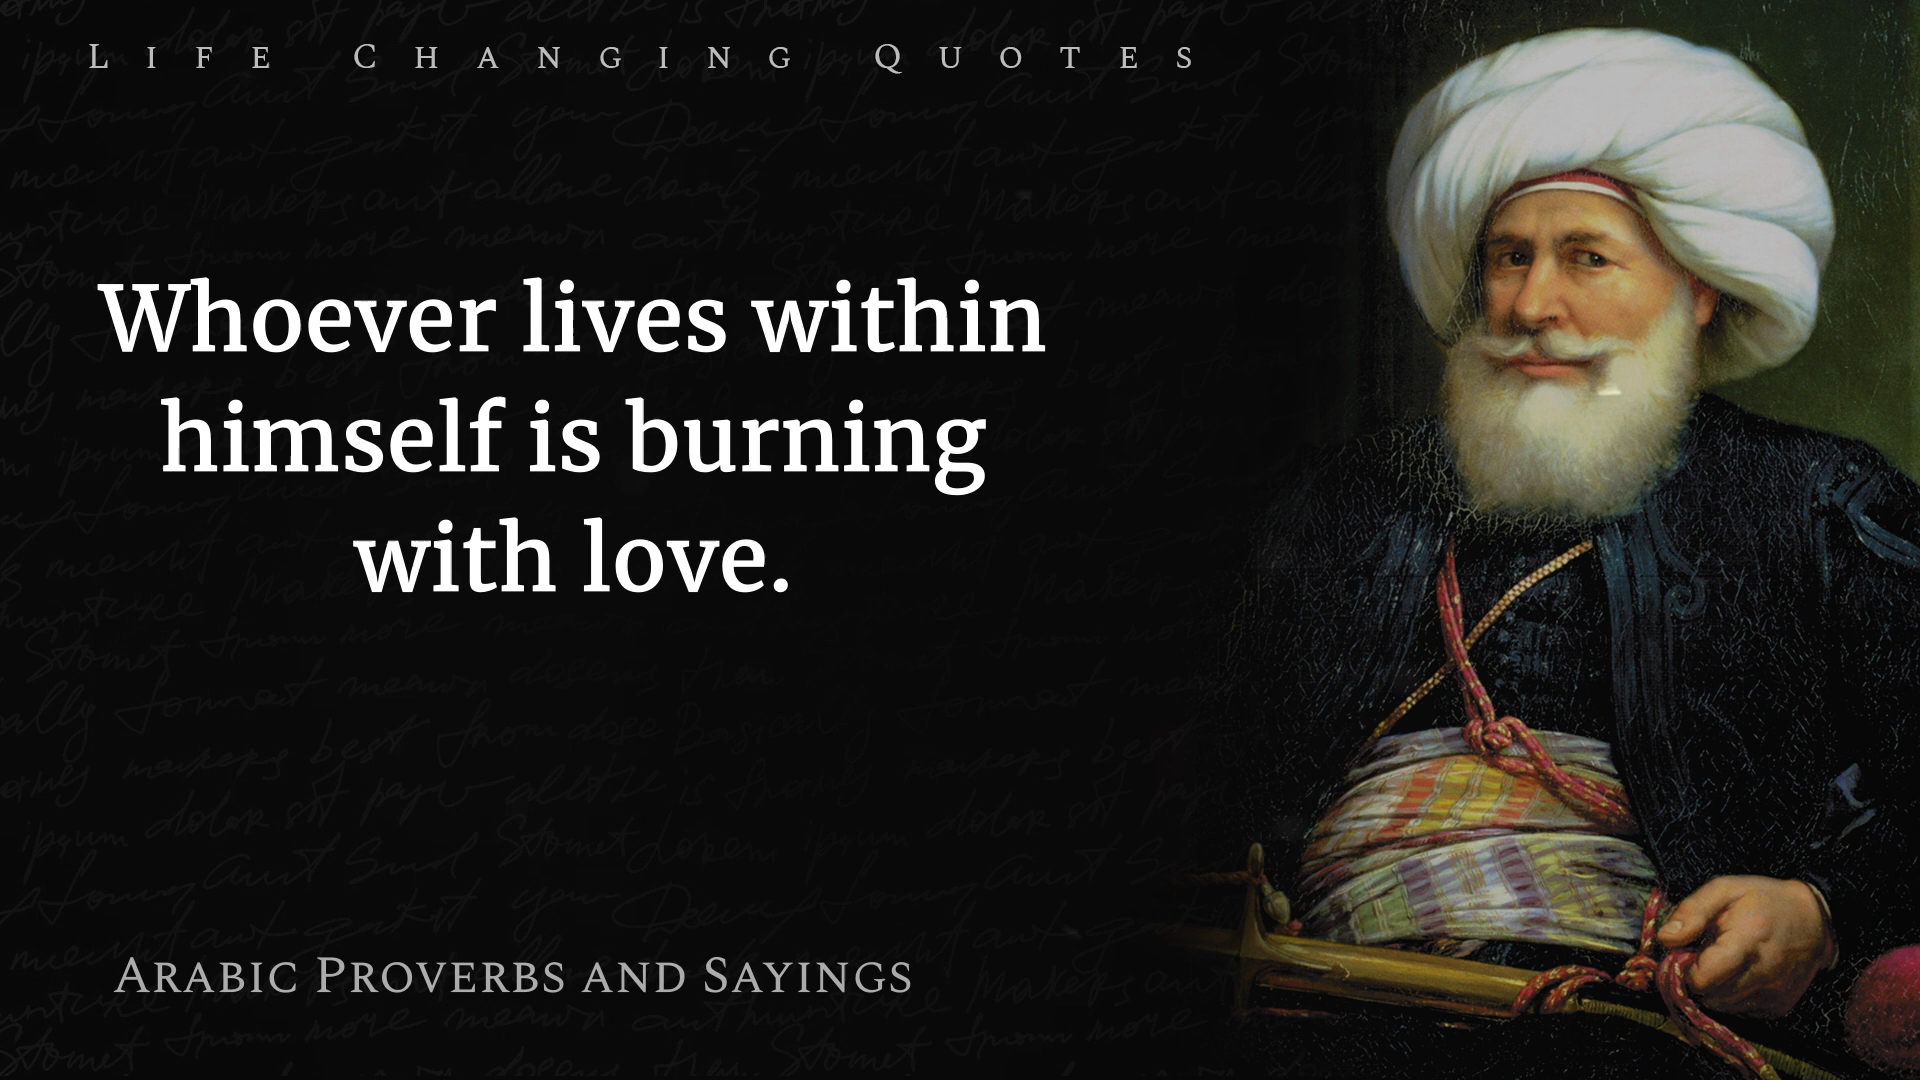 Life Changing Quotes
Whoever lives within
himself is burning
with love.
Arabic Proverbs and Sayings